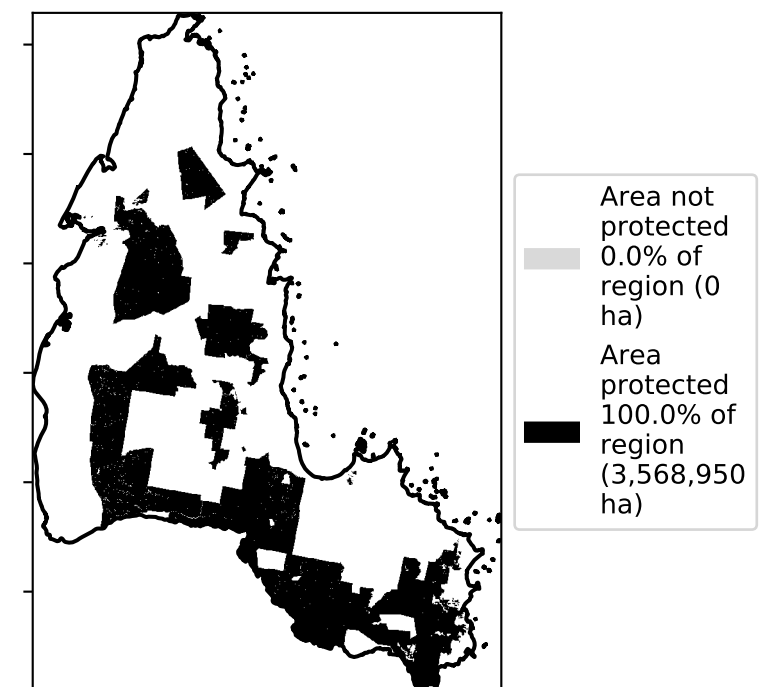 Area not
protected
0.0% of
region (0
ha)
Area
protected
100.0% of
region
(3,568,950
ha)